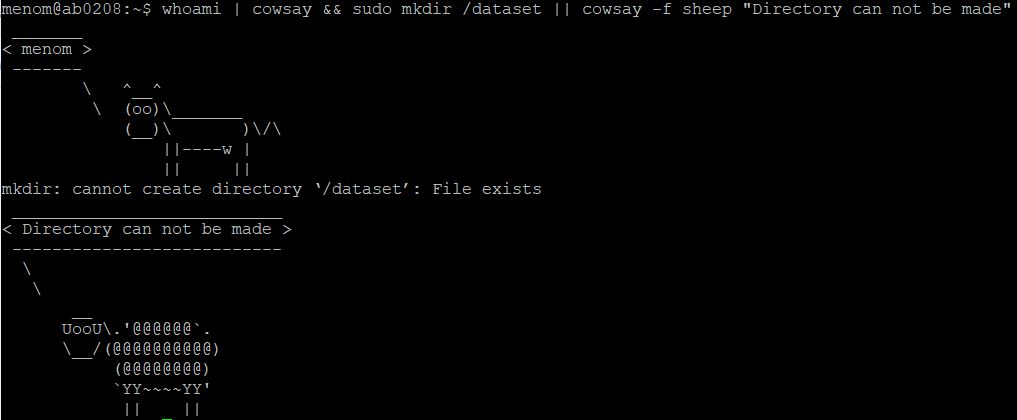 menom@ab0208:~$ whoami | cowsay && sudo mkdir /dataset || cowsay -f sheep "Directory can not be made"
 _______
< menom >
 -------
        \   ^__^
         \  (oo)\_______
            (__)\       )\/\
                ||----w |
                ||     ||
mkdir: cannot create directory ‘/dataset’: File exists
 ___________________________
< Directory can not be made >
 ---------------------------
  \
   \
       __
      UooU\.'@@@@@@`.
      \__/(@@@@@@@@@@)
           (@@@@@@@@)
           `YY~~~~YY'
            ||    ||